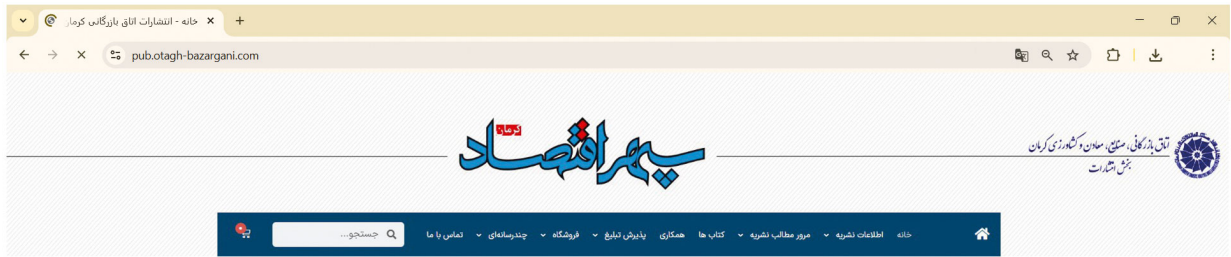 خانه - انتشارات اتاق بازرگانی کرمان
pub.otagh-bazargani.com
کرمان
سپهر اقتصاد
اتاق بازرگانی، صنایع، معادن و کشاورزی کرمان
بخش انتشارات
خانه اطلاعات نشریه مرور مطالب نشریه کتاب ها همکاری پذیرش تبلیغ فروشگاه چندرسانه‌ای تماس با ما جستجو...